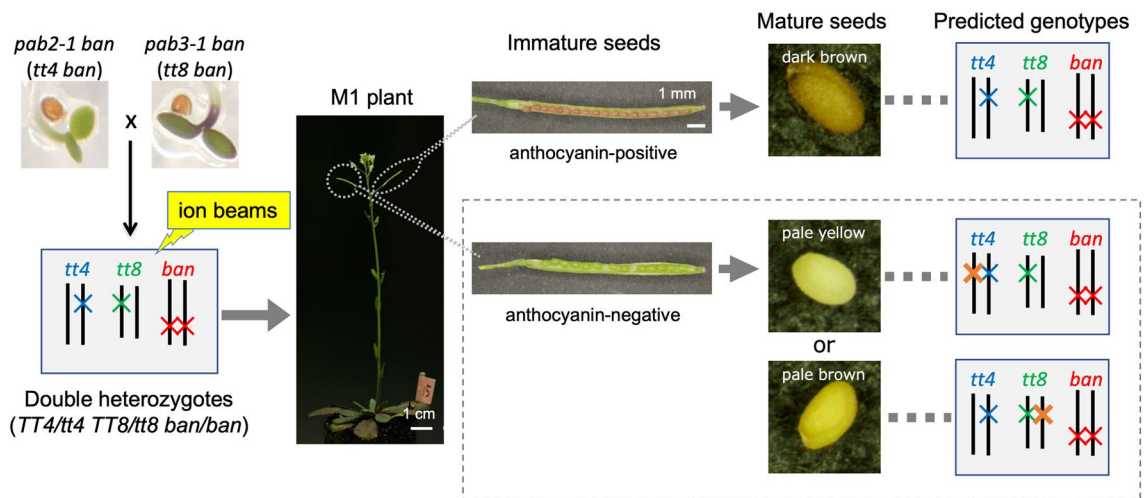 pab2-1 ban
(tt4 ban)
pab3-1 ban
(tt8 ban)
x
ion beams
tt4 tt8 ban
Double heterozygotes
(TT4/tt4 TT8/tt8 ban/ban)
M1 plant
1 cm
Immature seeds
1 mm
anthocyanin-positive
anthocyanin-negative
Mature seeds
dark brown
pale yellow
or
pale brown
Predicted genotypes
tt4 tt8 ban
tt4 tt8 ban
tt4 tt8 ban